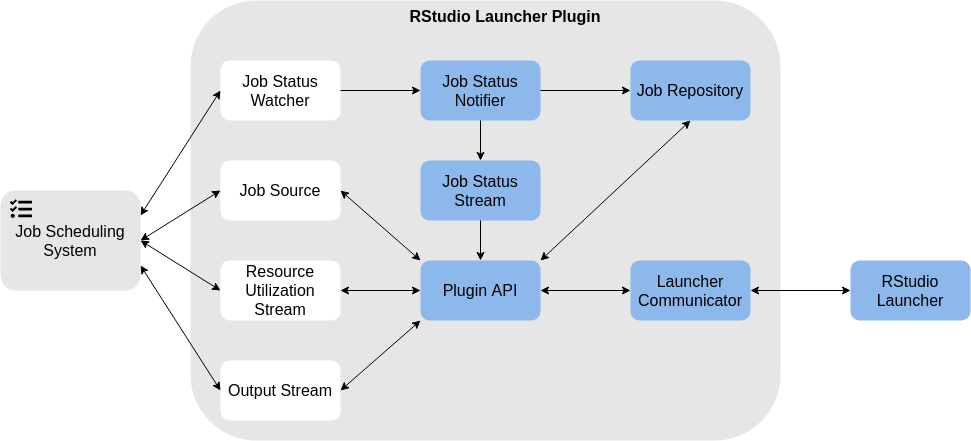 RStudio Launcher Plugin
Job Status
Watcher
Job Status
Notifier
Job Repository
Job Source
Job Status
Stream
Job Scheduling
System
Resource
Utilization
Stream
Plugin API
Launcher
Communicator
RStudio
Launcher
Output Stream